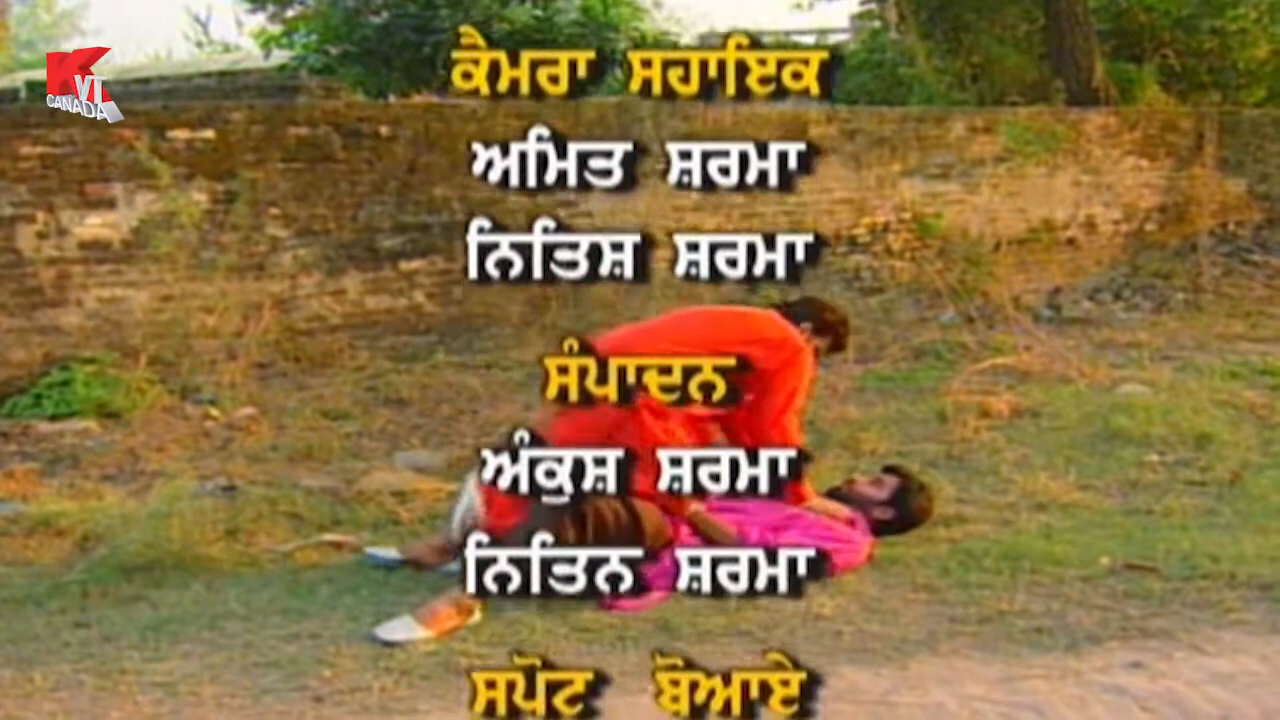 KVT
CANADA
ਕੈਮਰਾ ਸਹਾਇਕ
ਅਮਿਤ ਸ਼ਰਮਾ
ਨਿਤਿਸ਼ ਸ਼ਰਮਾ
ਸੰਪਾਦਨ
ਅੰਕੁਸ਼ ਸ਼ਰਮਾ
ਨਿਤਿਨ ਸ਼ਰਮਾ
ਸਪੋਟ ਬੋਆਏ